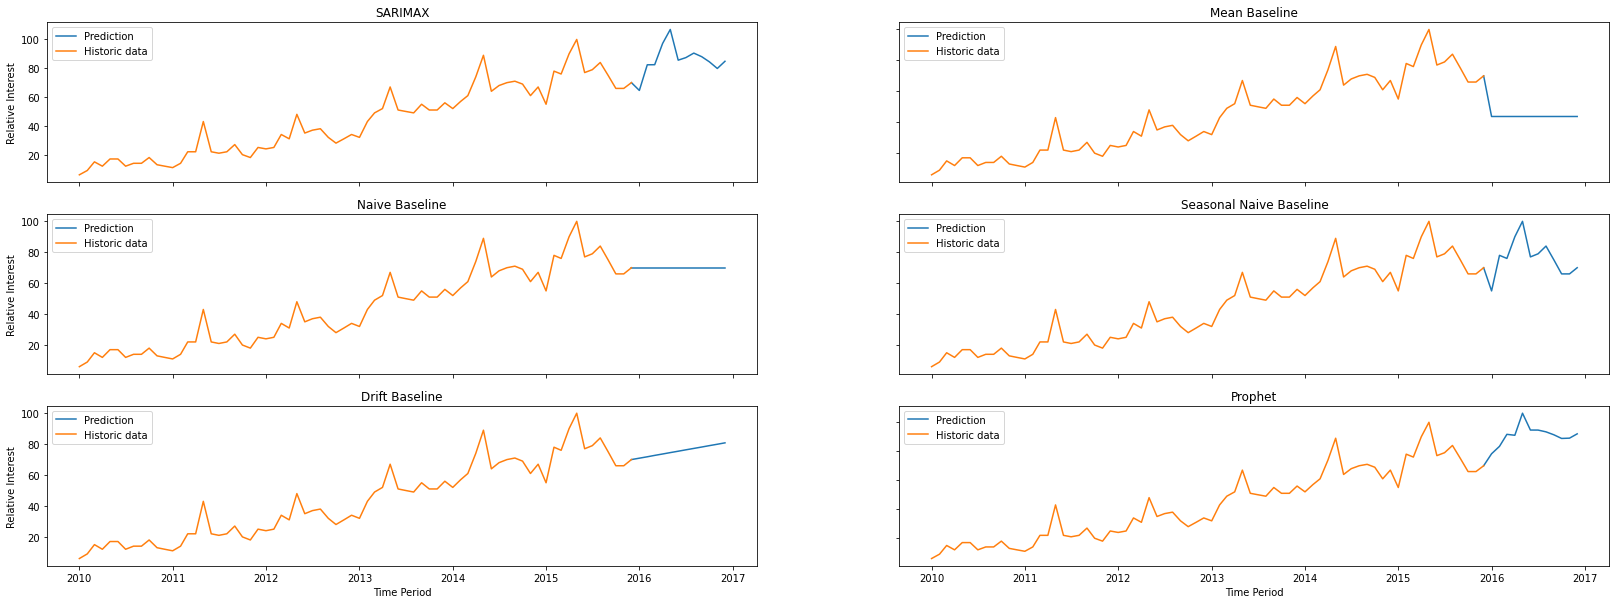 SARIMAX
Mean Baseline
Prediction
Historic data
Prediction
Historic data
Relative Interest
100
80
60
40
20
Naive Baseline
Seasonal Naive Baseline
Prediction
Historic data
Prediction
Historic data
Relative Interest
100
80
60
40
20
Drift Baseline
Prophet
Prediction
Historic data
Prediction
Historic data
Relative Interest
100
80
60
40
20
2010 2011 2012 2013 2014 2015 2016 2017
2010 2011 2012 2013 2014 2015 2016 2017
Time Period
Time Period